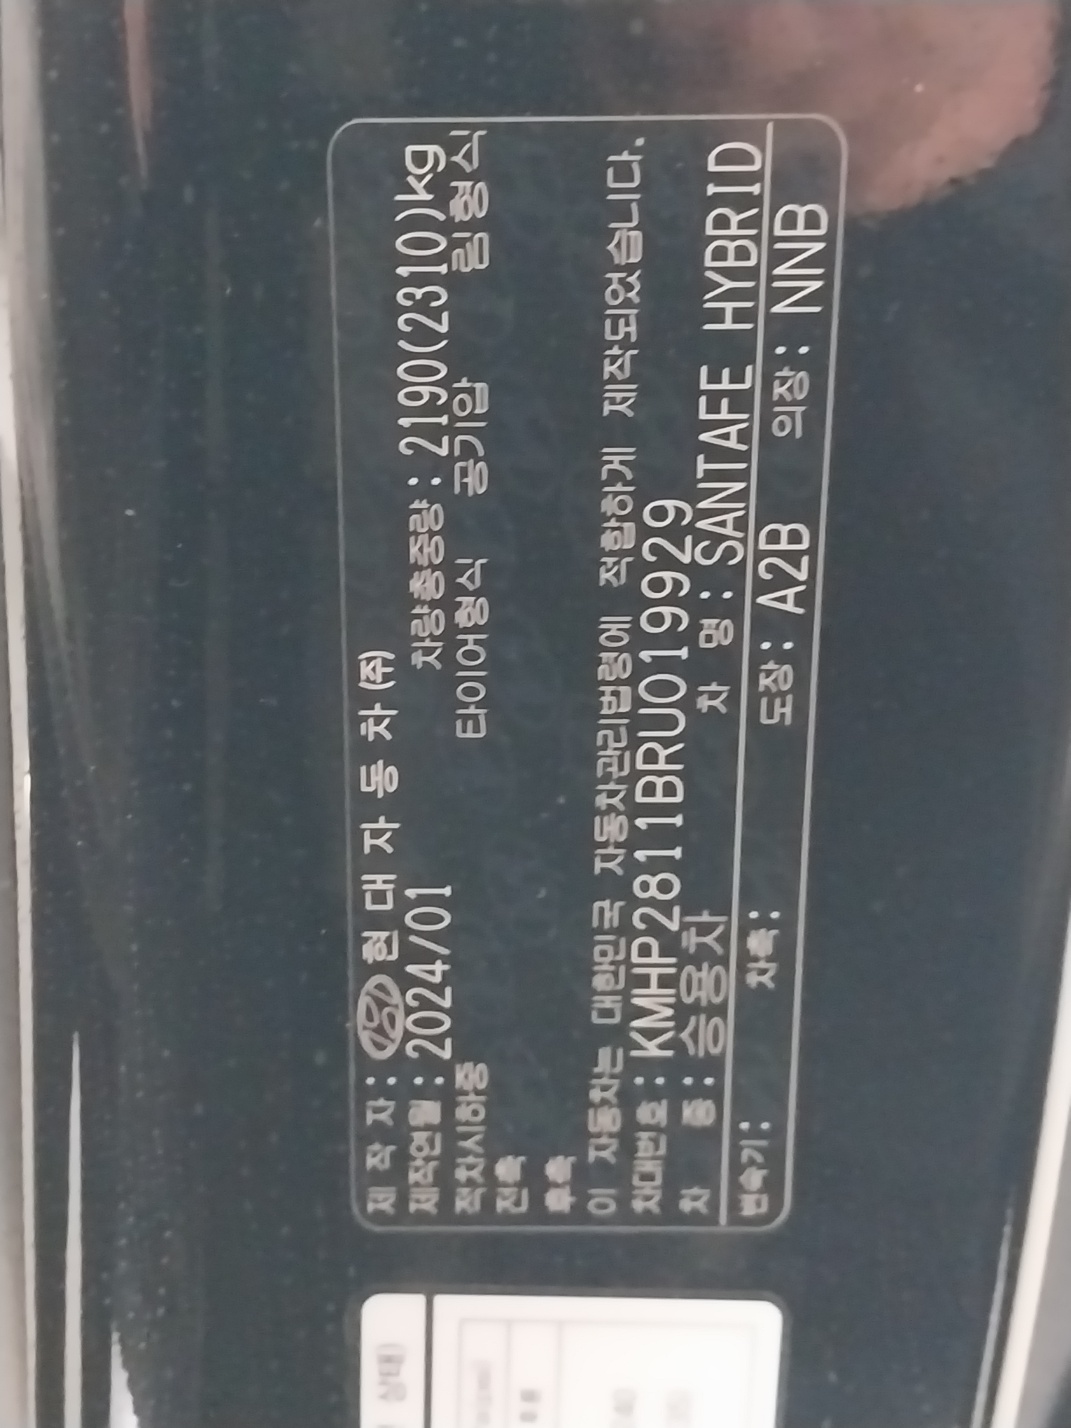 제 작 자 : 현 대 자 동 차 (주)
제작연월 : 2024/01 차량총중량 : 2190(2310)kg
적차시하중 타이어형식 공기압 림형식
전축
후축
이 자동차는 대한민국 자동차관리법령에 적합하게 제작되었습니다.
차대번호 : KMHP2811BRU019929
차 종 : 승용차 차 명 : SANTAFE HYBRID
변속기 : 차축 : 도장 : A2B 의장 : NNB